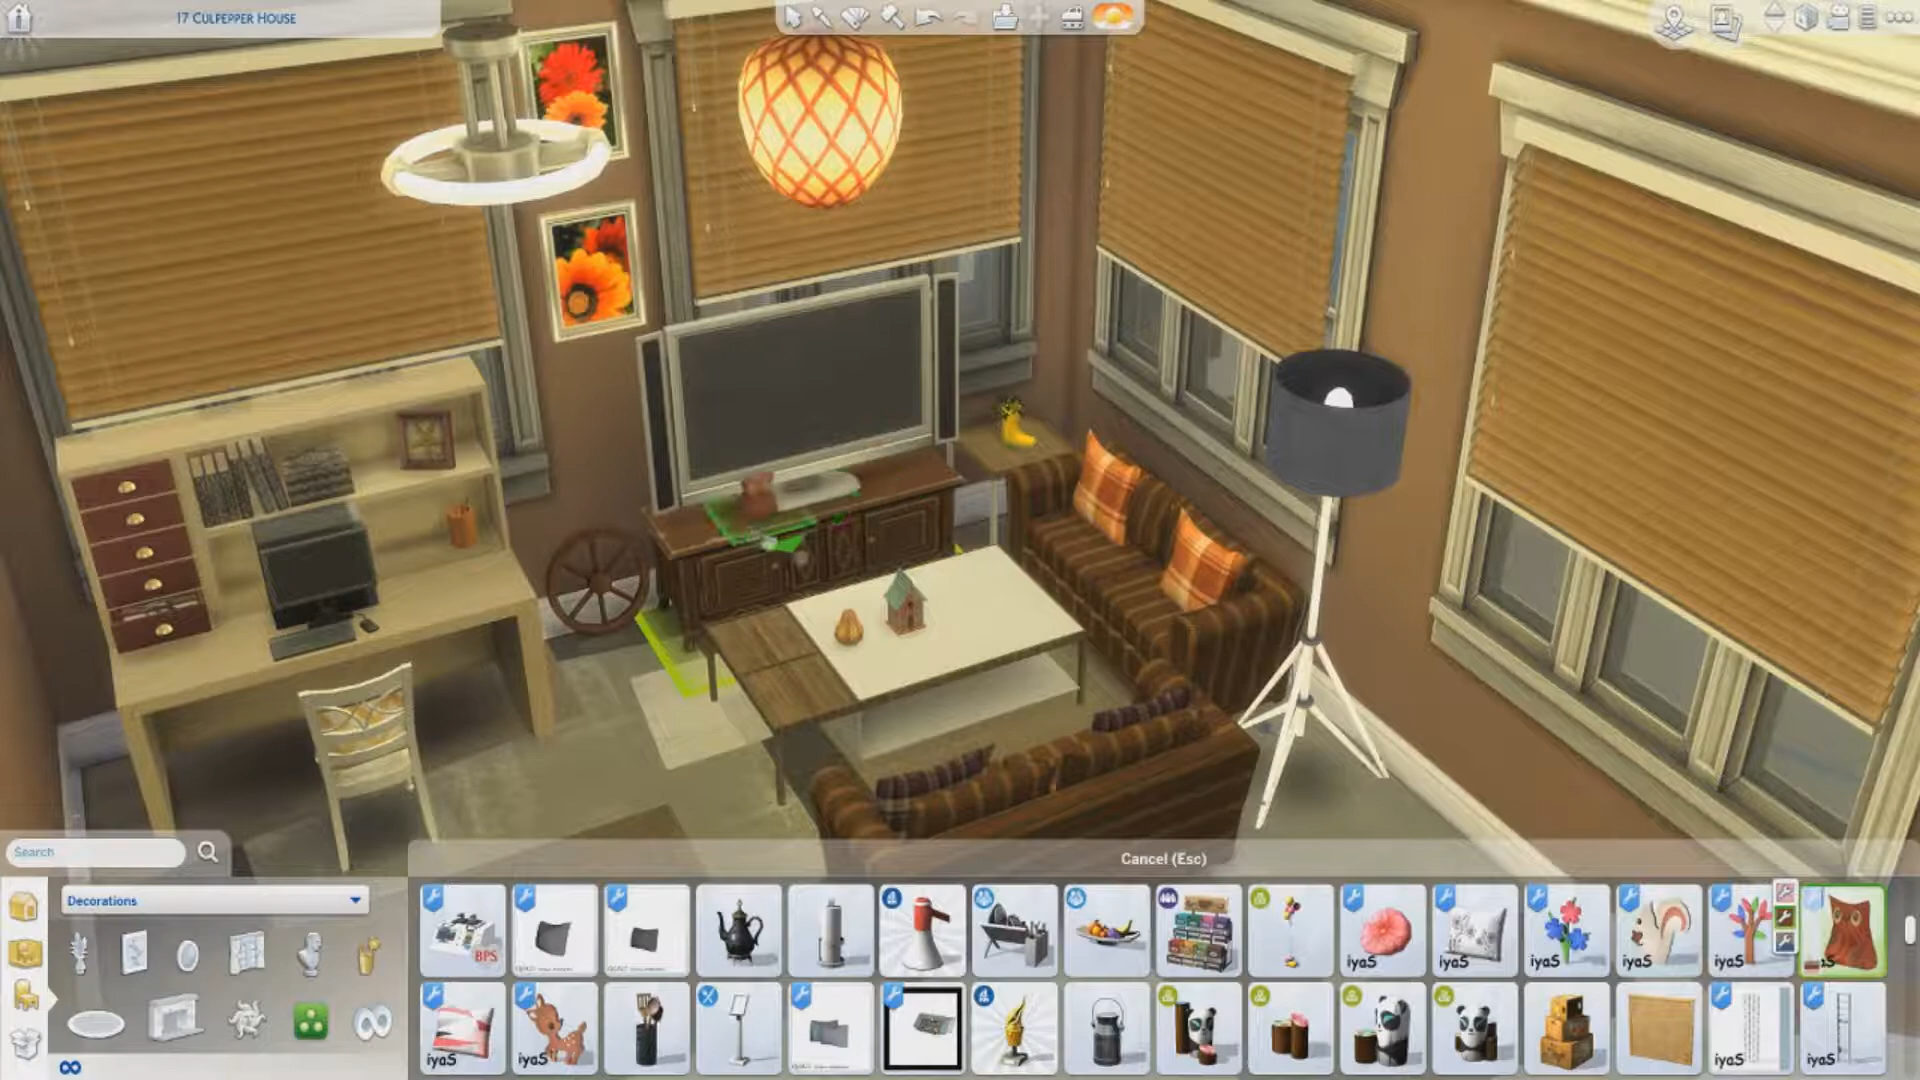 17 Culpepper House
Search
Cancel (Esc)
Decorations
BPS
iyaS
iyaS
iyaS
iyaS
iyaS
iyaS
iyaS
iyaS
iyaS